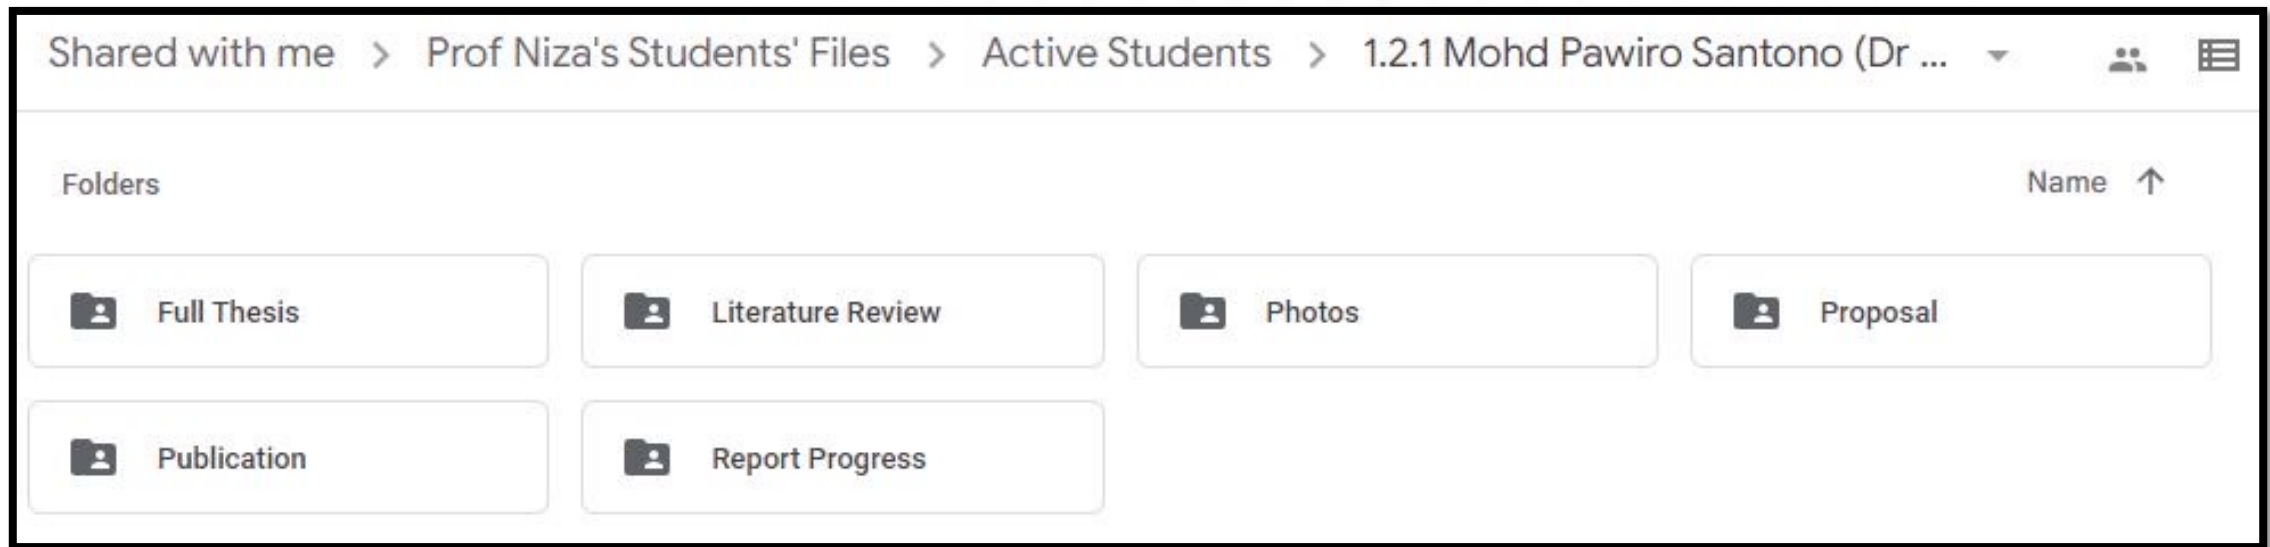 Shared with me > Prof Niza's Students' Files > Active Students > 1.2.1 Mohd Pawiro Santono (Dr ...
Folders Name ↑
Full Thesis Literature Review Photos Proposal
Publication Report Progress